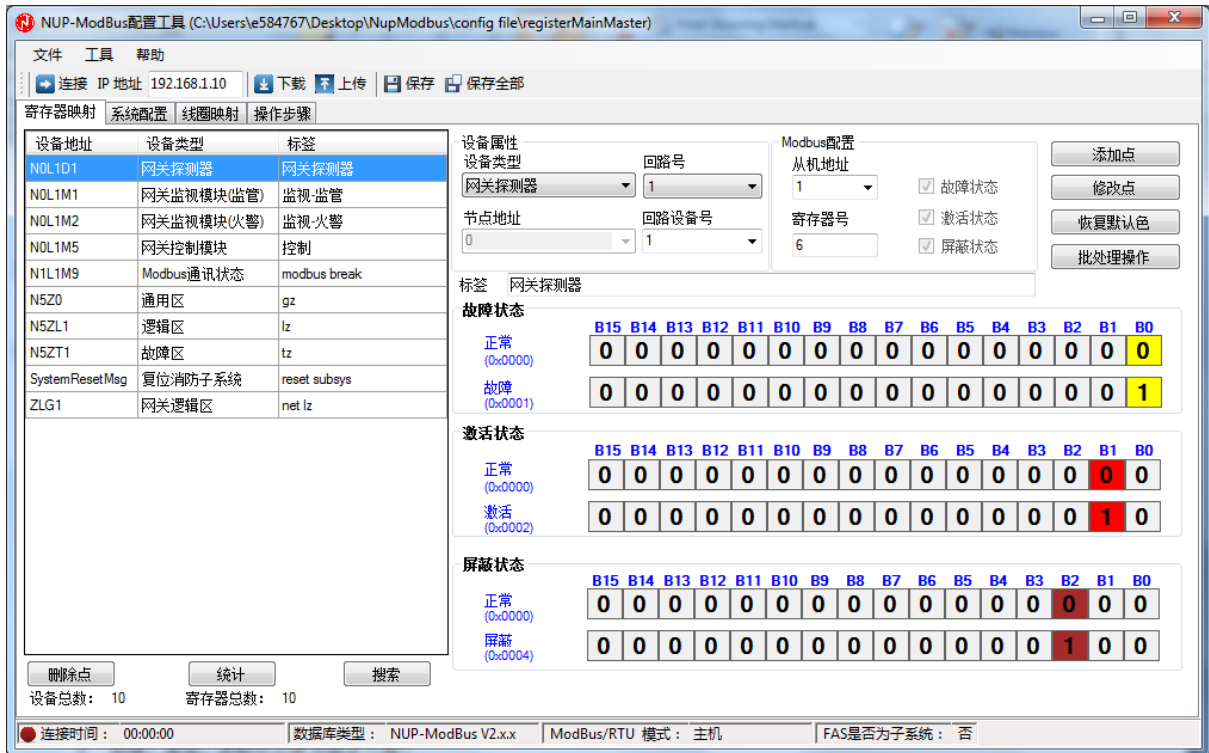 NUP-ModBus配置工具 (C:\Users\e584767\Desktop\NupModbus\config file\registerMainMaster)
文件 工具 帮助
连接 IP 地址 192.168.1.10 下载 上传 保存 保存全部
寄存器映射 系统配置 线圈映射 操作步骤
设备地址 设备类型 标签
N0L1D1 网关探测器 网关探测器
N0L1M1 网关监视模块(监管) 监视-监管
N0L1M2 网关监视模块(火警) 监视-火警
N0L1M5 网关控制模块 控制
N1L1M9 Modbus通讯状态 modbus break
N5Z0 通用区 gz
N5ZL1 逻辑区 lz
N5ZT1 故障区 tz
SystemResetMsg 复位消防子系统 reset subsys
ZLG1 网关逻辑区 net lz
删除点 统计 搜索
设备总数: 10 寄存器总数: 10
设备属性
设备类型 回路号
网关探测器 1
节点地址 回路设备号
0 1
Modbus配置
从机地址
1
寄存器号
6
故障状态
激活状态
屏蔽状态
添加点
修改点
恢复默认色
批处理操作
标签 网关探测器
故障状态
B15 B14 B13 B12 B11 B10 B9 B8 B7 B6 B5 B4 B3 B2 B1 B0
正常 0 0 0 0 0 0 0 0 0 0 0 0 0 0 0 0
(0x0000)
故障 0 0 0 0 0 0 0 0 0 0 0 0 0 0 0 1
(0x0001)
激活状态
B15 B14 B13 B12 B11 B10 B9 B8 B7 B6 B5 B4 B3 B2 B1 B0
正常 0 0 0 0 0 0 0 0 0 0 0 0 0 0 0 0
(0x0000)
激活 0 0 0 0 0 0 0 0 0 0 0 0 0 0 1 0
(0x0002)
屏蔽状态
B15 B14 B13 B12 B11 B10 B9 B8 B7 B6 B5 B4 B3 B2 B1 B0
正常 0 0 0 0 0 0 0 0 0 0 0 0 0 0 0 0
(0x0000)
屏蔽 0 0 0 0 0 0 0 0 0 0 0 0 0 1 0 0
(0x0004)
连接时间: 00:00:00 数据库类型: NUP-ModBus V2.x.x ModBus/RTU 模式: 主机 FAS是否为子系统: 否